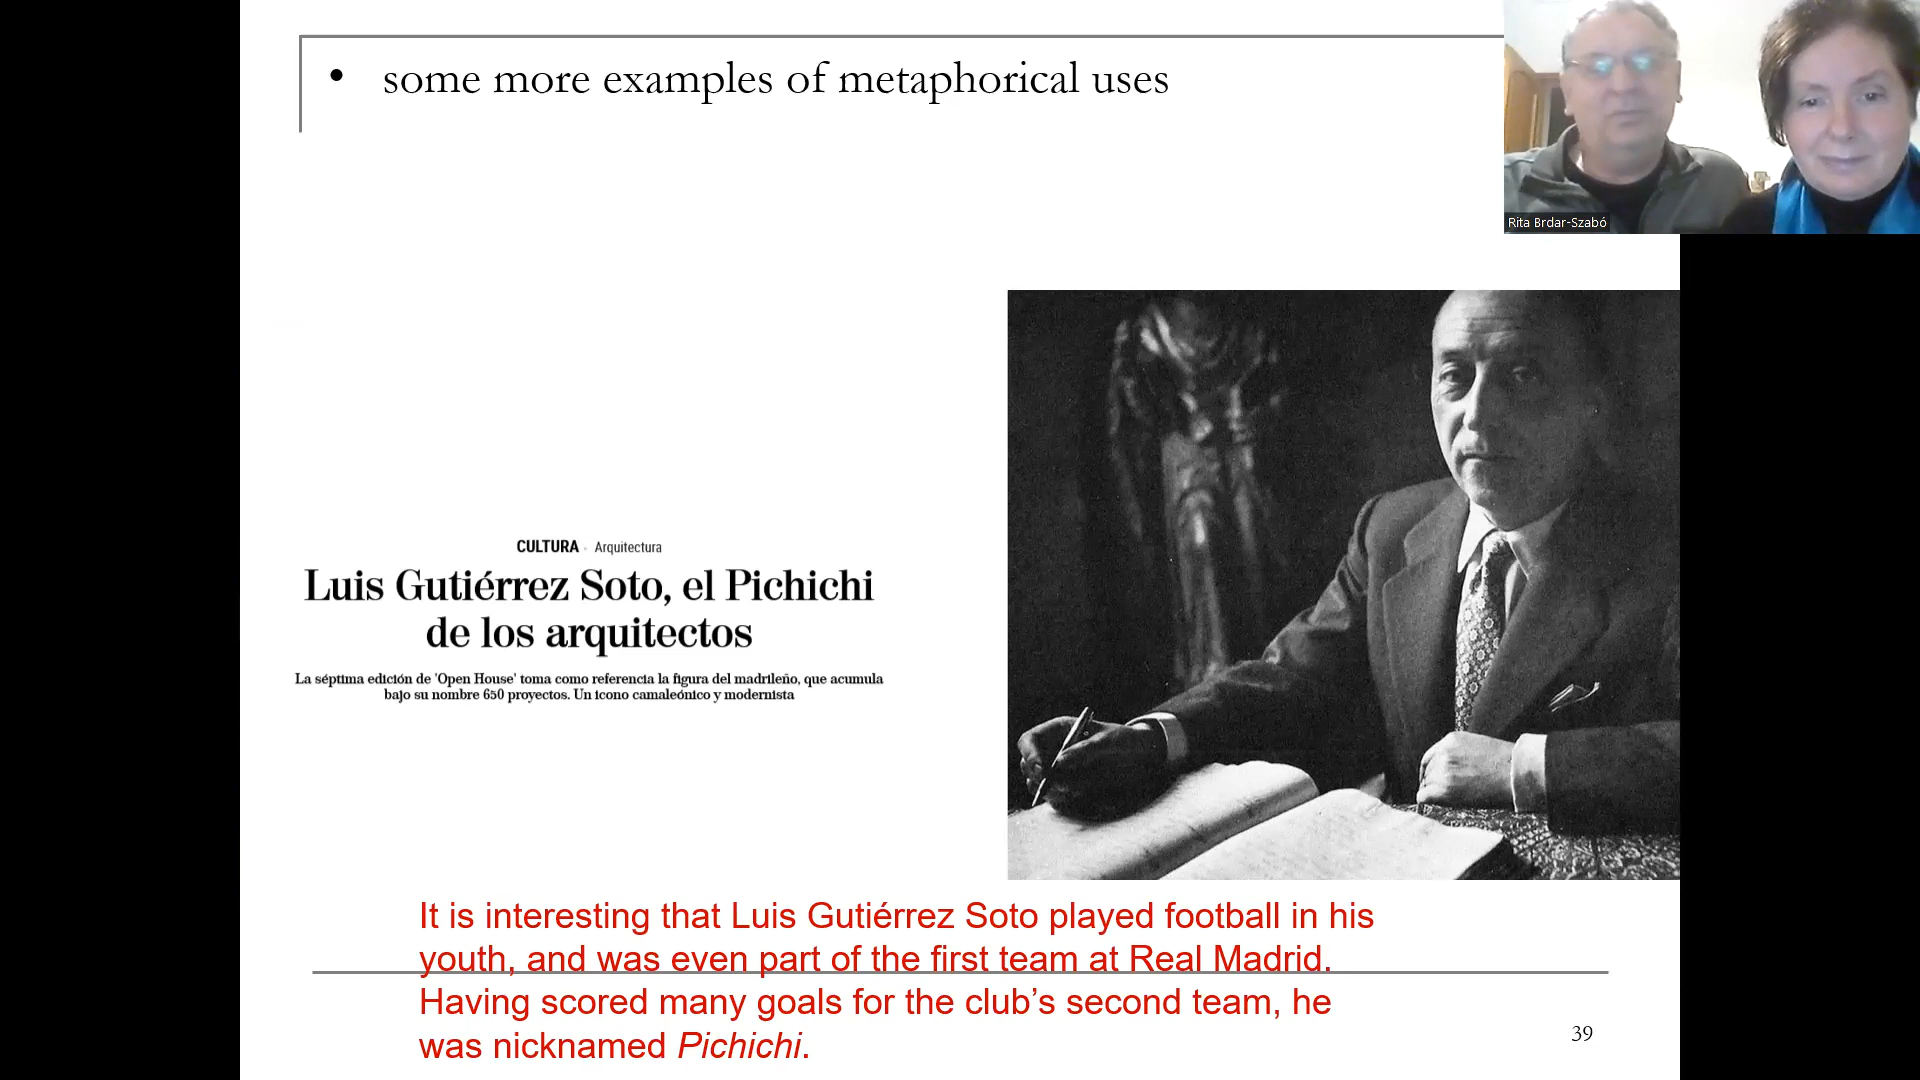 • some more examples of metaphorical uses
Rita Brdar-Szabó
CULTURA · Arquitectura
Luis Gutiérrez Soto, el Pichichi
de los arquitectos
La séptima edición de 'Open House' toma como referencia la figura del madrileño, que acumula
bajo su nombre 650 proyectos. Un icono camaleónico y modernista
It is interesting that Luis Gutiérrez Soto played football in his
youth, and was even part of the first team at Real Madrid.
Having scored many goals for the club’s second team, he
was nicknamed Pichichi.
39